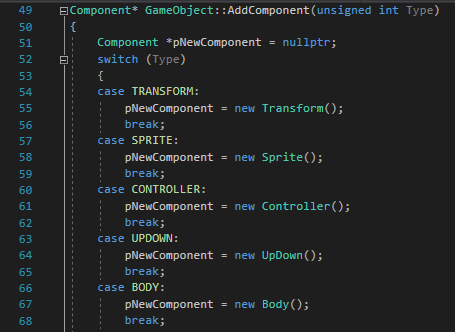 49 Component* GameObject::AddComponent(unsigned int Type)
50 {
51 Component *pNewComponent = nullptr;
52 switch (Type)
53 {
54 case TRANSFORM:
55 pNewComponent = new Transform();
56 break;
57 case SPRITE:
58 pNewComponent = new Sprite();
59 break;
60 case CONTROLLER:
61 pNewComponent = new Controller();
62 break;
63 case UPDOWN:
64 pNewComponent = new UpDown();
65 break;
66 case BODY:
67 pNewComponent = new Body();
68 break;